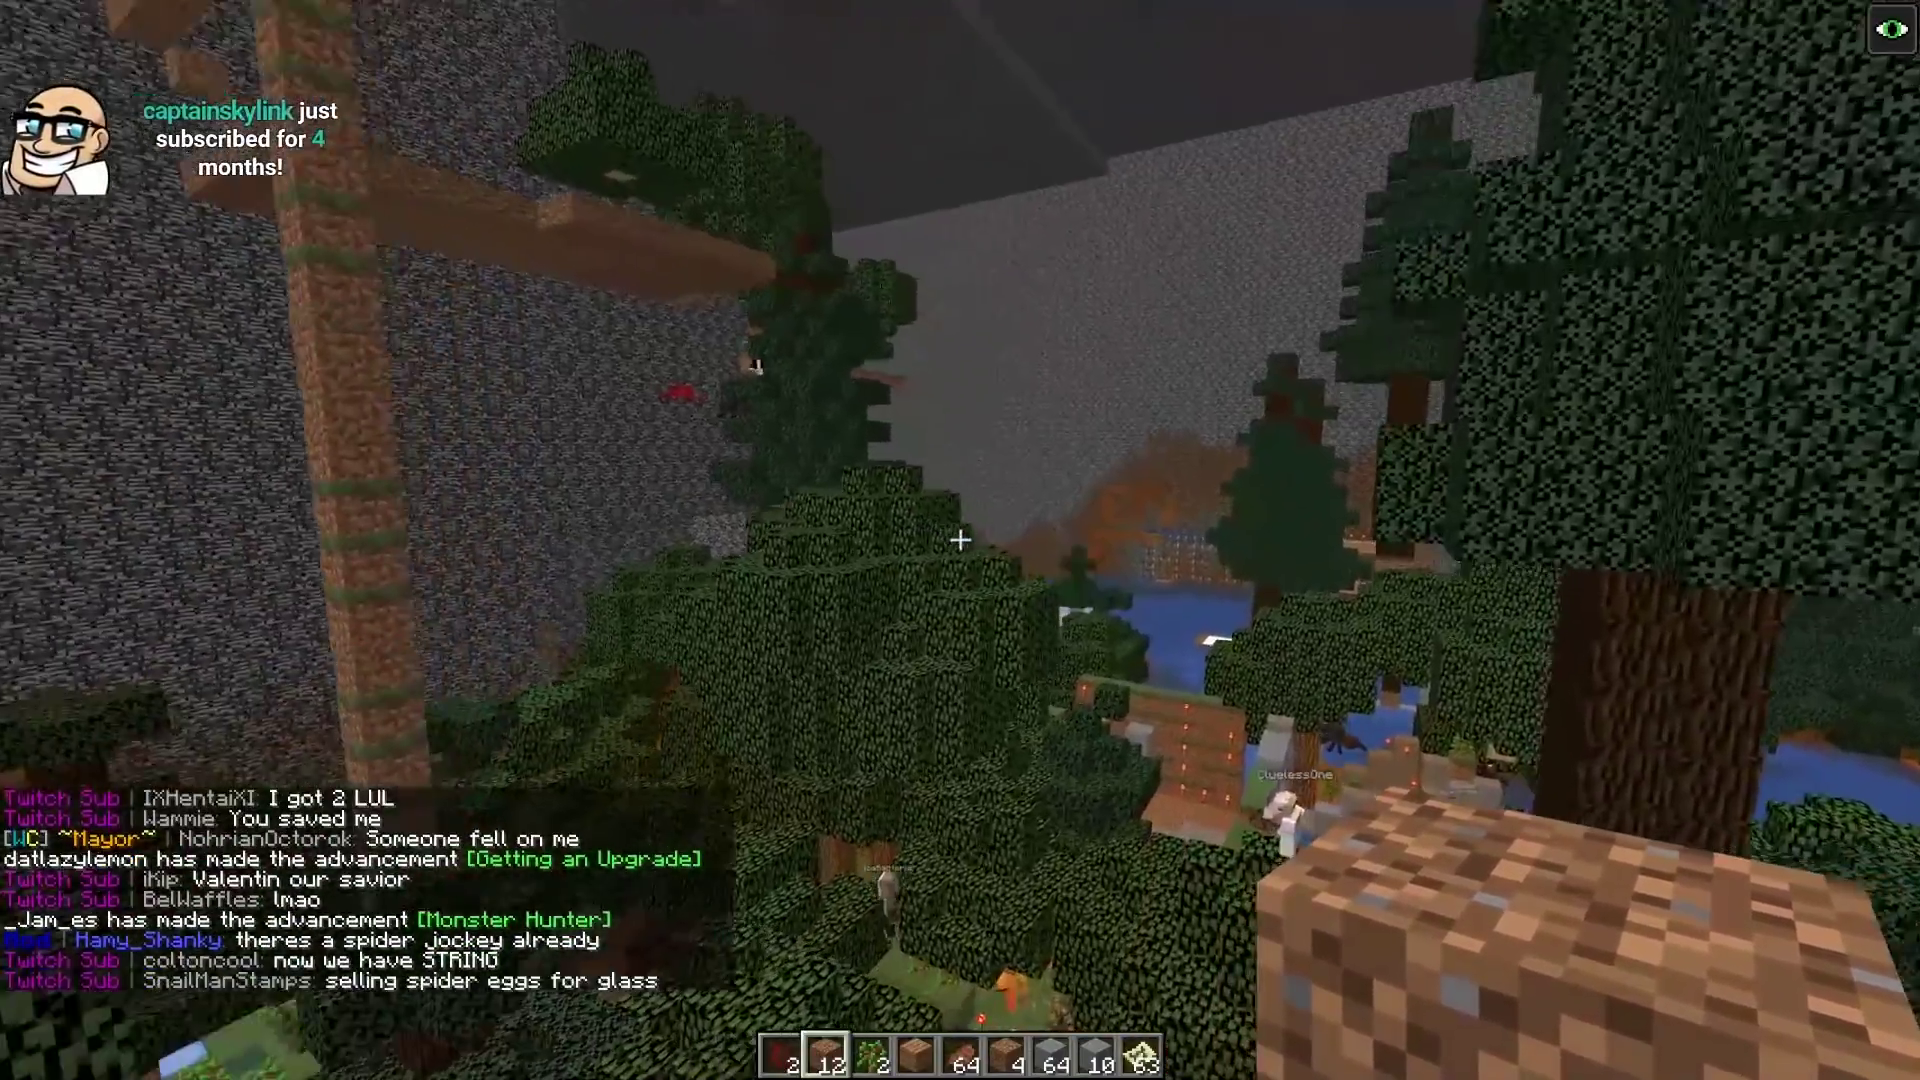 captainskylink just
subscribed for 4
months!
Twitch Sub | IXHentaiXI: I got 2 LUL
Twitch Sub | Wammie: You saved me
[WC] ~Mayor~ | NohrianOctorok: Someone fell on me
datlazylemon has made the advancement [Getting an Upgrade]
Twitch Sub | iKip: Valentin our savior
Twitch Sub | BelWaffles: lmao
_Jam_es has made the advancement [Monster Hunter]
Mod | Hamy_Shanky: theres a spider jockey already
Twitch Sub | coltoncool: now we have STRING
Twitch Sub | SnailManStamps: selling spider eggs for glass
CluelessOne
2 12 2 64 4 64 10 63